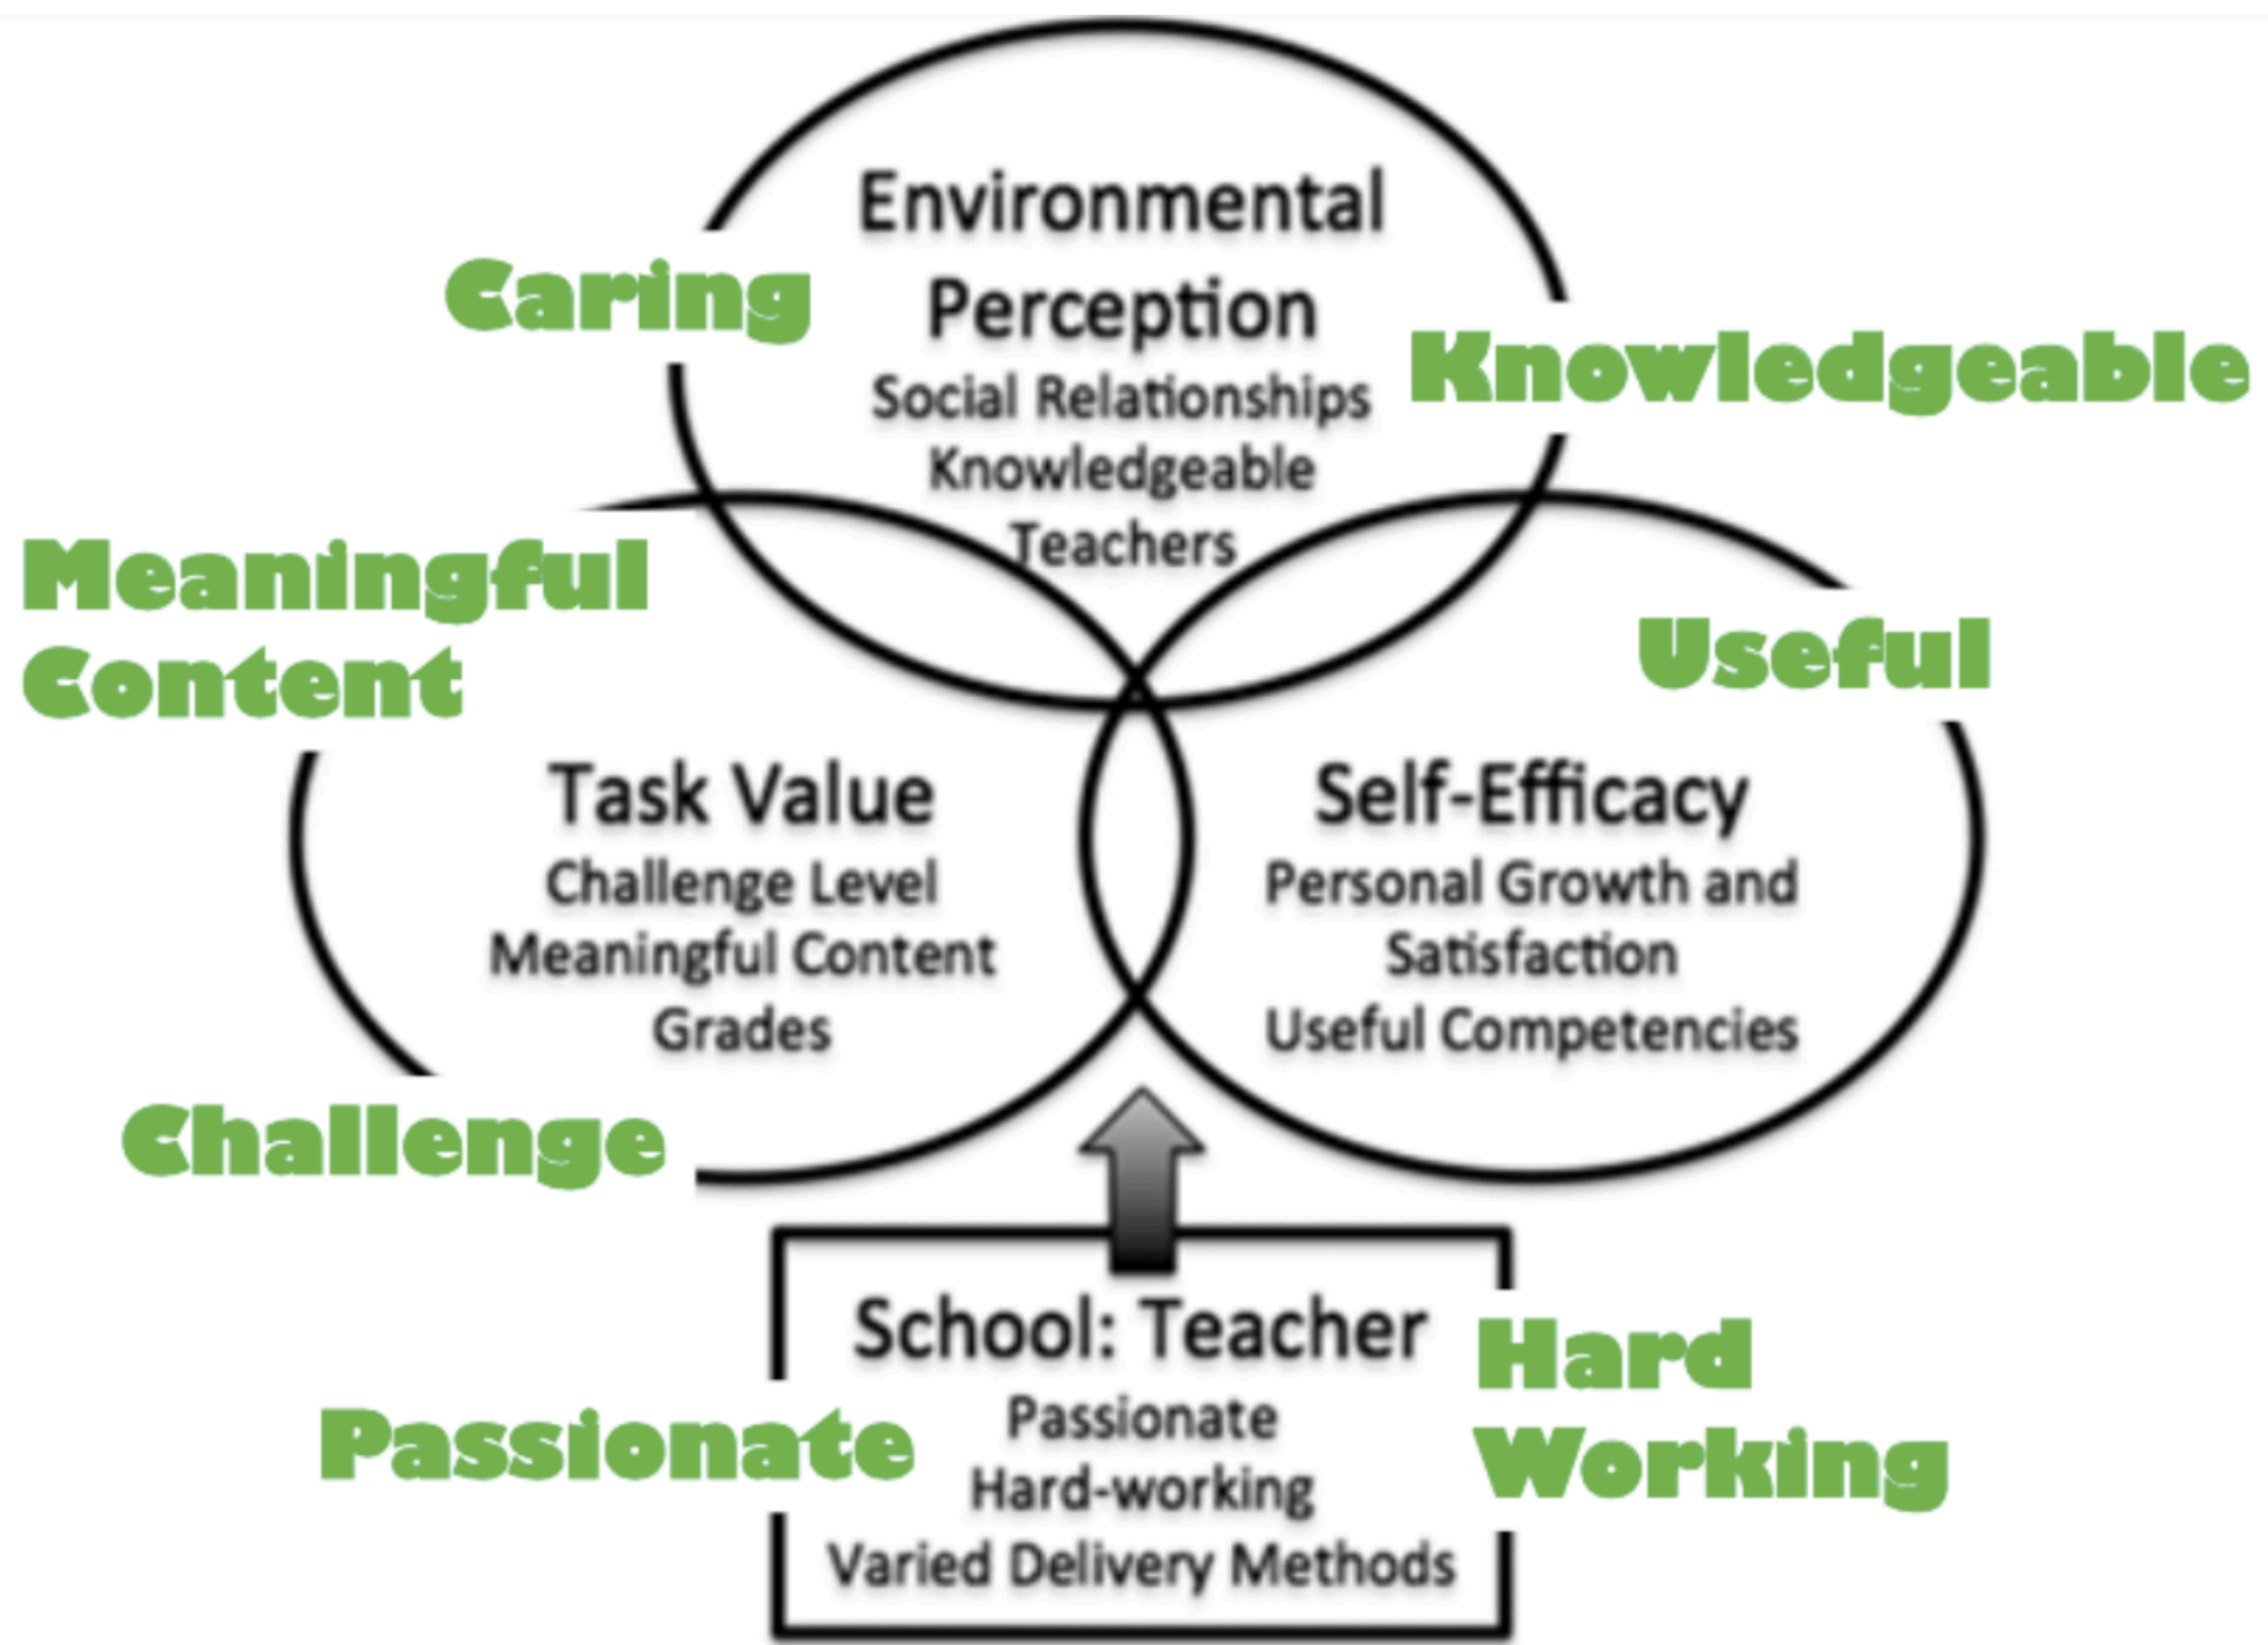 Environmental
Perception
Social Relationships
Knowledgeable
Teachers
Caring
Knowledgeable
Meaningful
Content
Useful
Task Value
Challenge Level
Meaningful Content
Grades
Self-Efficacy
Personal Growth and
Satisfaction
Useful Competencies
Challenge
School: Teacher
Passionate
Hard-working
Varied Delivery Methods
Passionate
Hard
Working